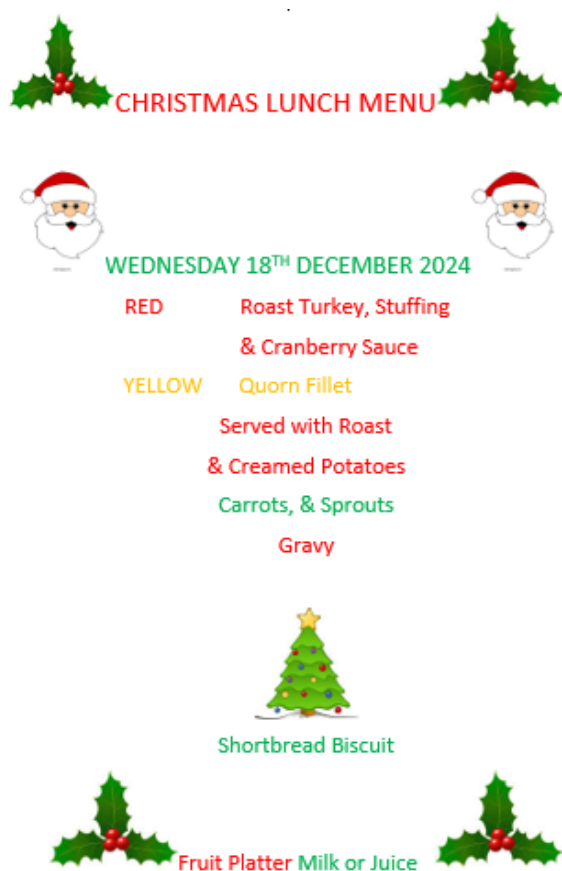 CHRISTMAS LUNCH MENU
WEDNESDAY 18TH DECEMBER 2024
RED Roast Turkey, Stuffing
& Cranberry Sauce
YELLOW Quorn Fillet
Served with Roast
& Creamed Potatoes
Carrots, & Sprouts
Gravy
Shortbread Biscuit
Fruit Platter Milk or Juice